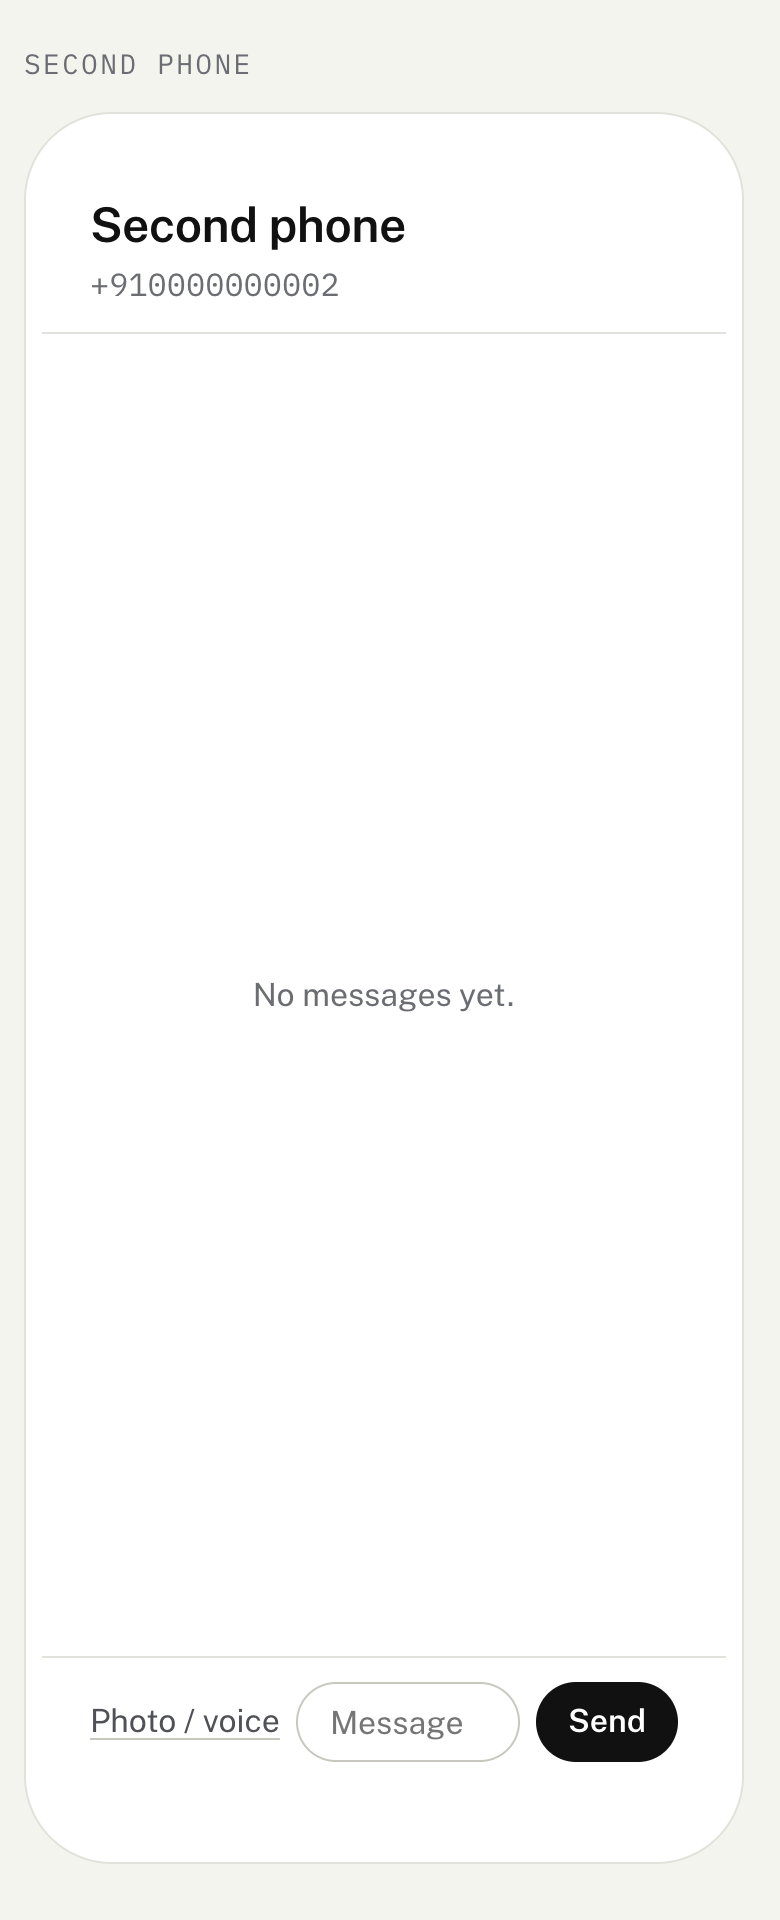 SECOND PHONE
Second phone
+910000000002
No messages yet.
Photo / voice
Message
Send